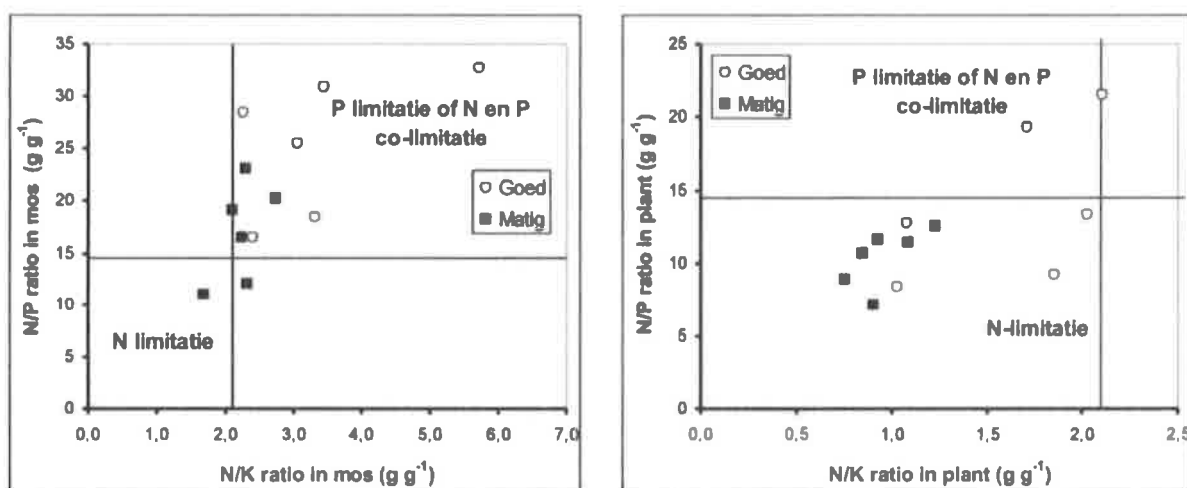 35
30
25
20
15
10
5
0
N/P ratio in mos (g g⁻¹)
P limitatie of N en P
co-limitatie
Goed
Matig
N limitatie
0,0 1,0 2,0 3,0 4,0 5,0 6,0 7,0
N/K ratio in mos (g g⁻¹)
25
20
15
10
5
0
N/P ratio in plant (g g⁻¹)
Goed
Matig
P limitatie of N en P
co-limitatie
N-limitatie
0,0 0,5 1,0 1,5 2,0 2,5
N/K ratio in plant (g g⁻¹)